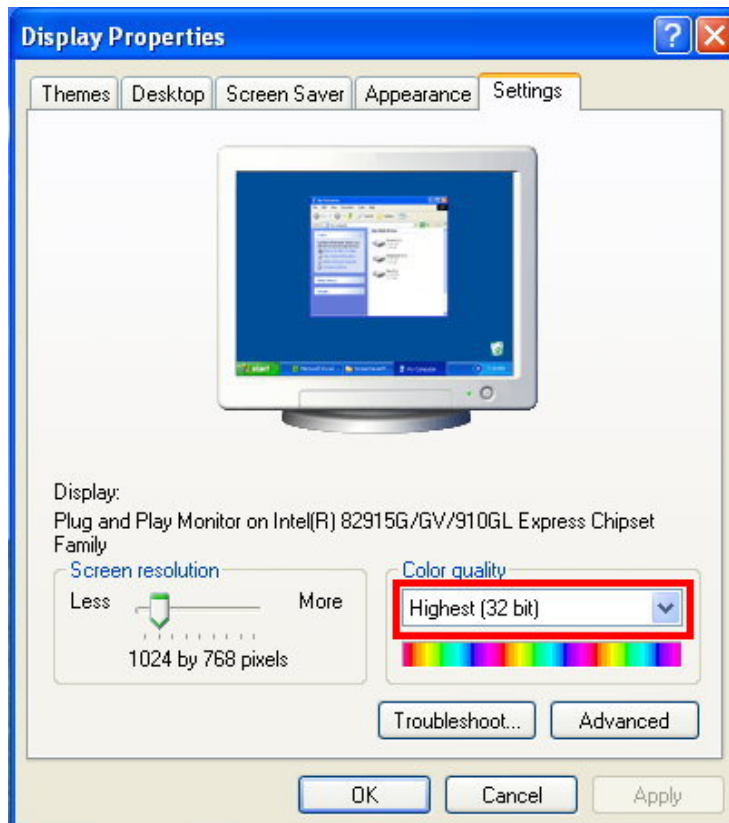 Display Properties
Themes Desktop Screen Saver Appearance Settings
start
Display:
Plug and Play Monitor on Intel(R) 82915G/GV/910GL Express Chipset
Family
Screen resolution
Less More
1024 by 768 pixels
Color quality
Highest (32 bit)
Troubleshoot... Advanced
OK Cancel Apply